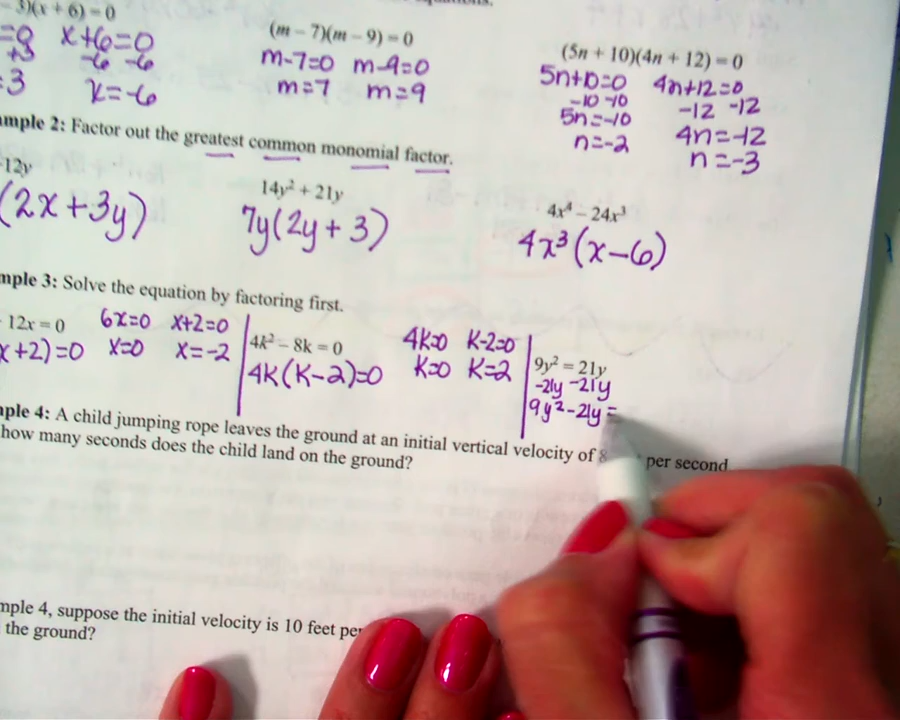 3)(x + 6) = 0
(m − 7)(m − 9) = 0
(5n + 10)(4n + 12) = 0
x+6=0
-6 -6
x=-6
m-7=0 m-9=0
m=7 m=9
5n+10=0 4n+12=0
-10 -10 -12 -12
5n=-10 4n=-12
n=-2 n=-3
ample 2: Factor out the greatest common monomial factor.
12y
14y² + 21y
4x⁴ − 24x³
(2x+3y)
7y(2y+3)
4x³(x-6)
mple 3: Solve the equation by factoring first.
12x = 0
6x=0 x+2=0
x+2)=0 x=0 x=-2
4k² − 8k = 0
4k=0 k-2=0
4k(k-2)=0 k=0 k=2
9y² = 21y
-21y -21y
9y²-21y=
mple 4: A child jumping rope leaves the ground at an initial vertical velocity of 8 per second
how many seconds does the child land on the ground?
mple 4, suppose the initial velocity is 10 feet per
the ground?